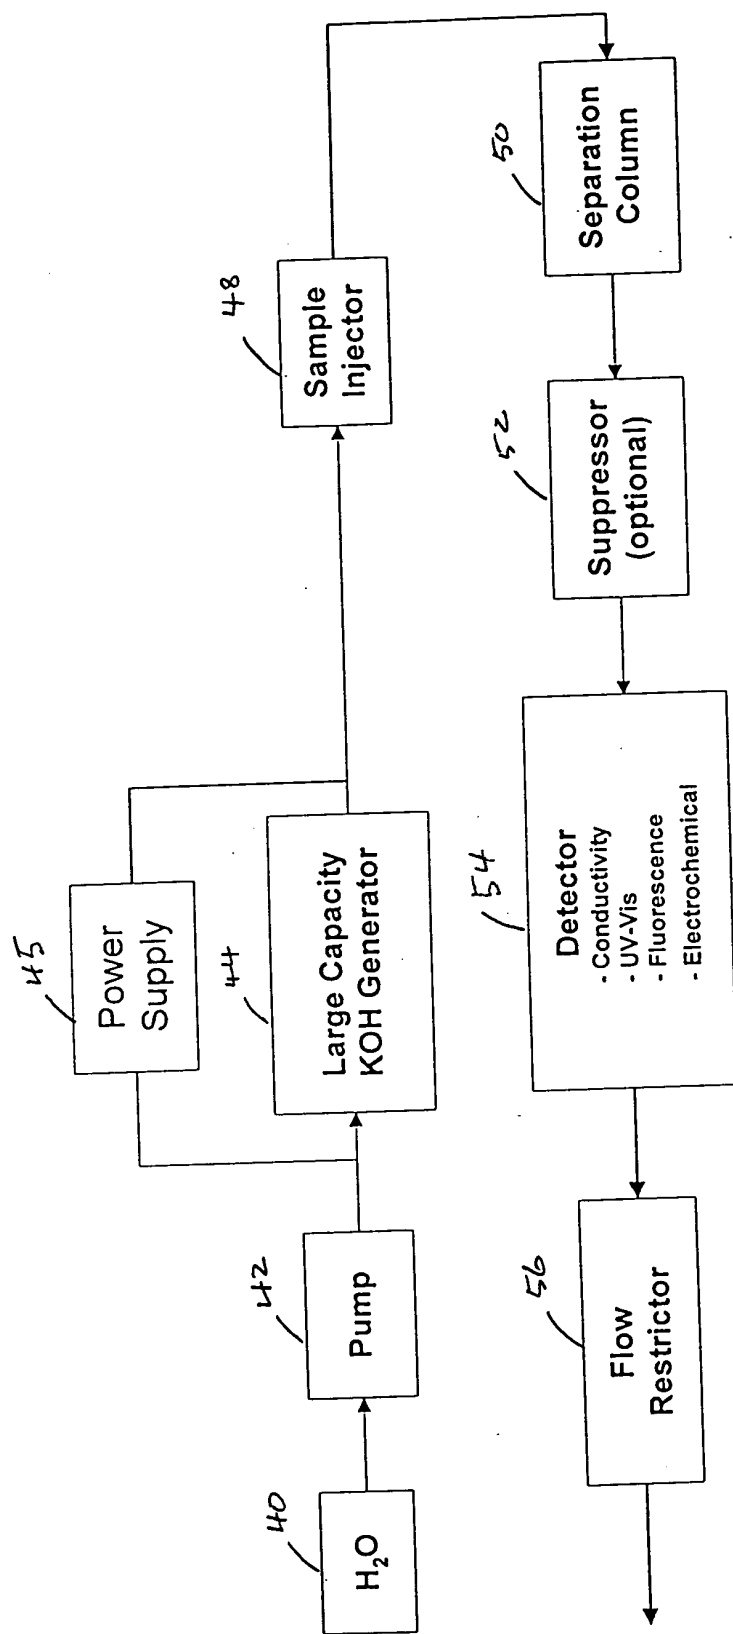 40
H₂O
42
Pump
45
Power
Supply
44
Large Capacity
KOH Generator
48
Sample
Injector
50
Separation
Column
52
Suppressor
(optional)
54
Detector
- Conductivity
- UV-Vis
- Fluorescence
- Electrochemical
56
Flow
Restrictor